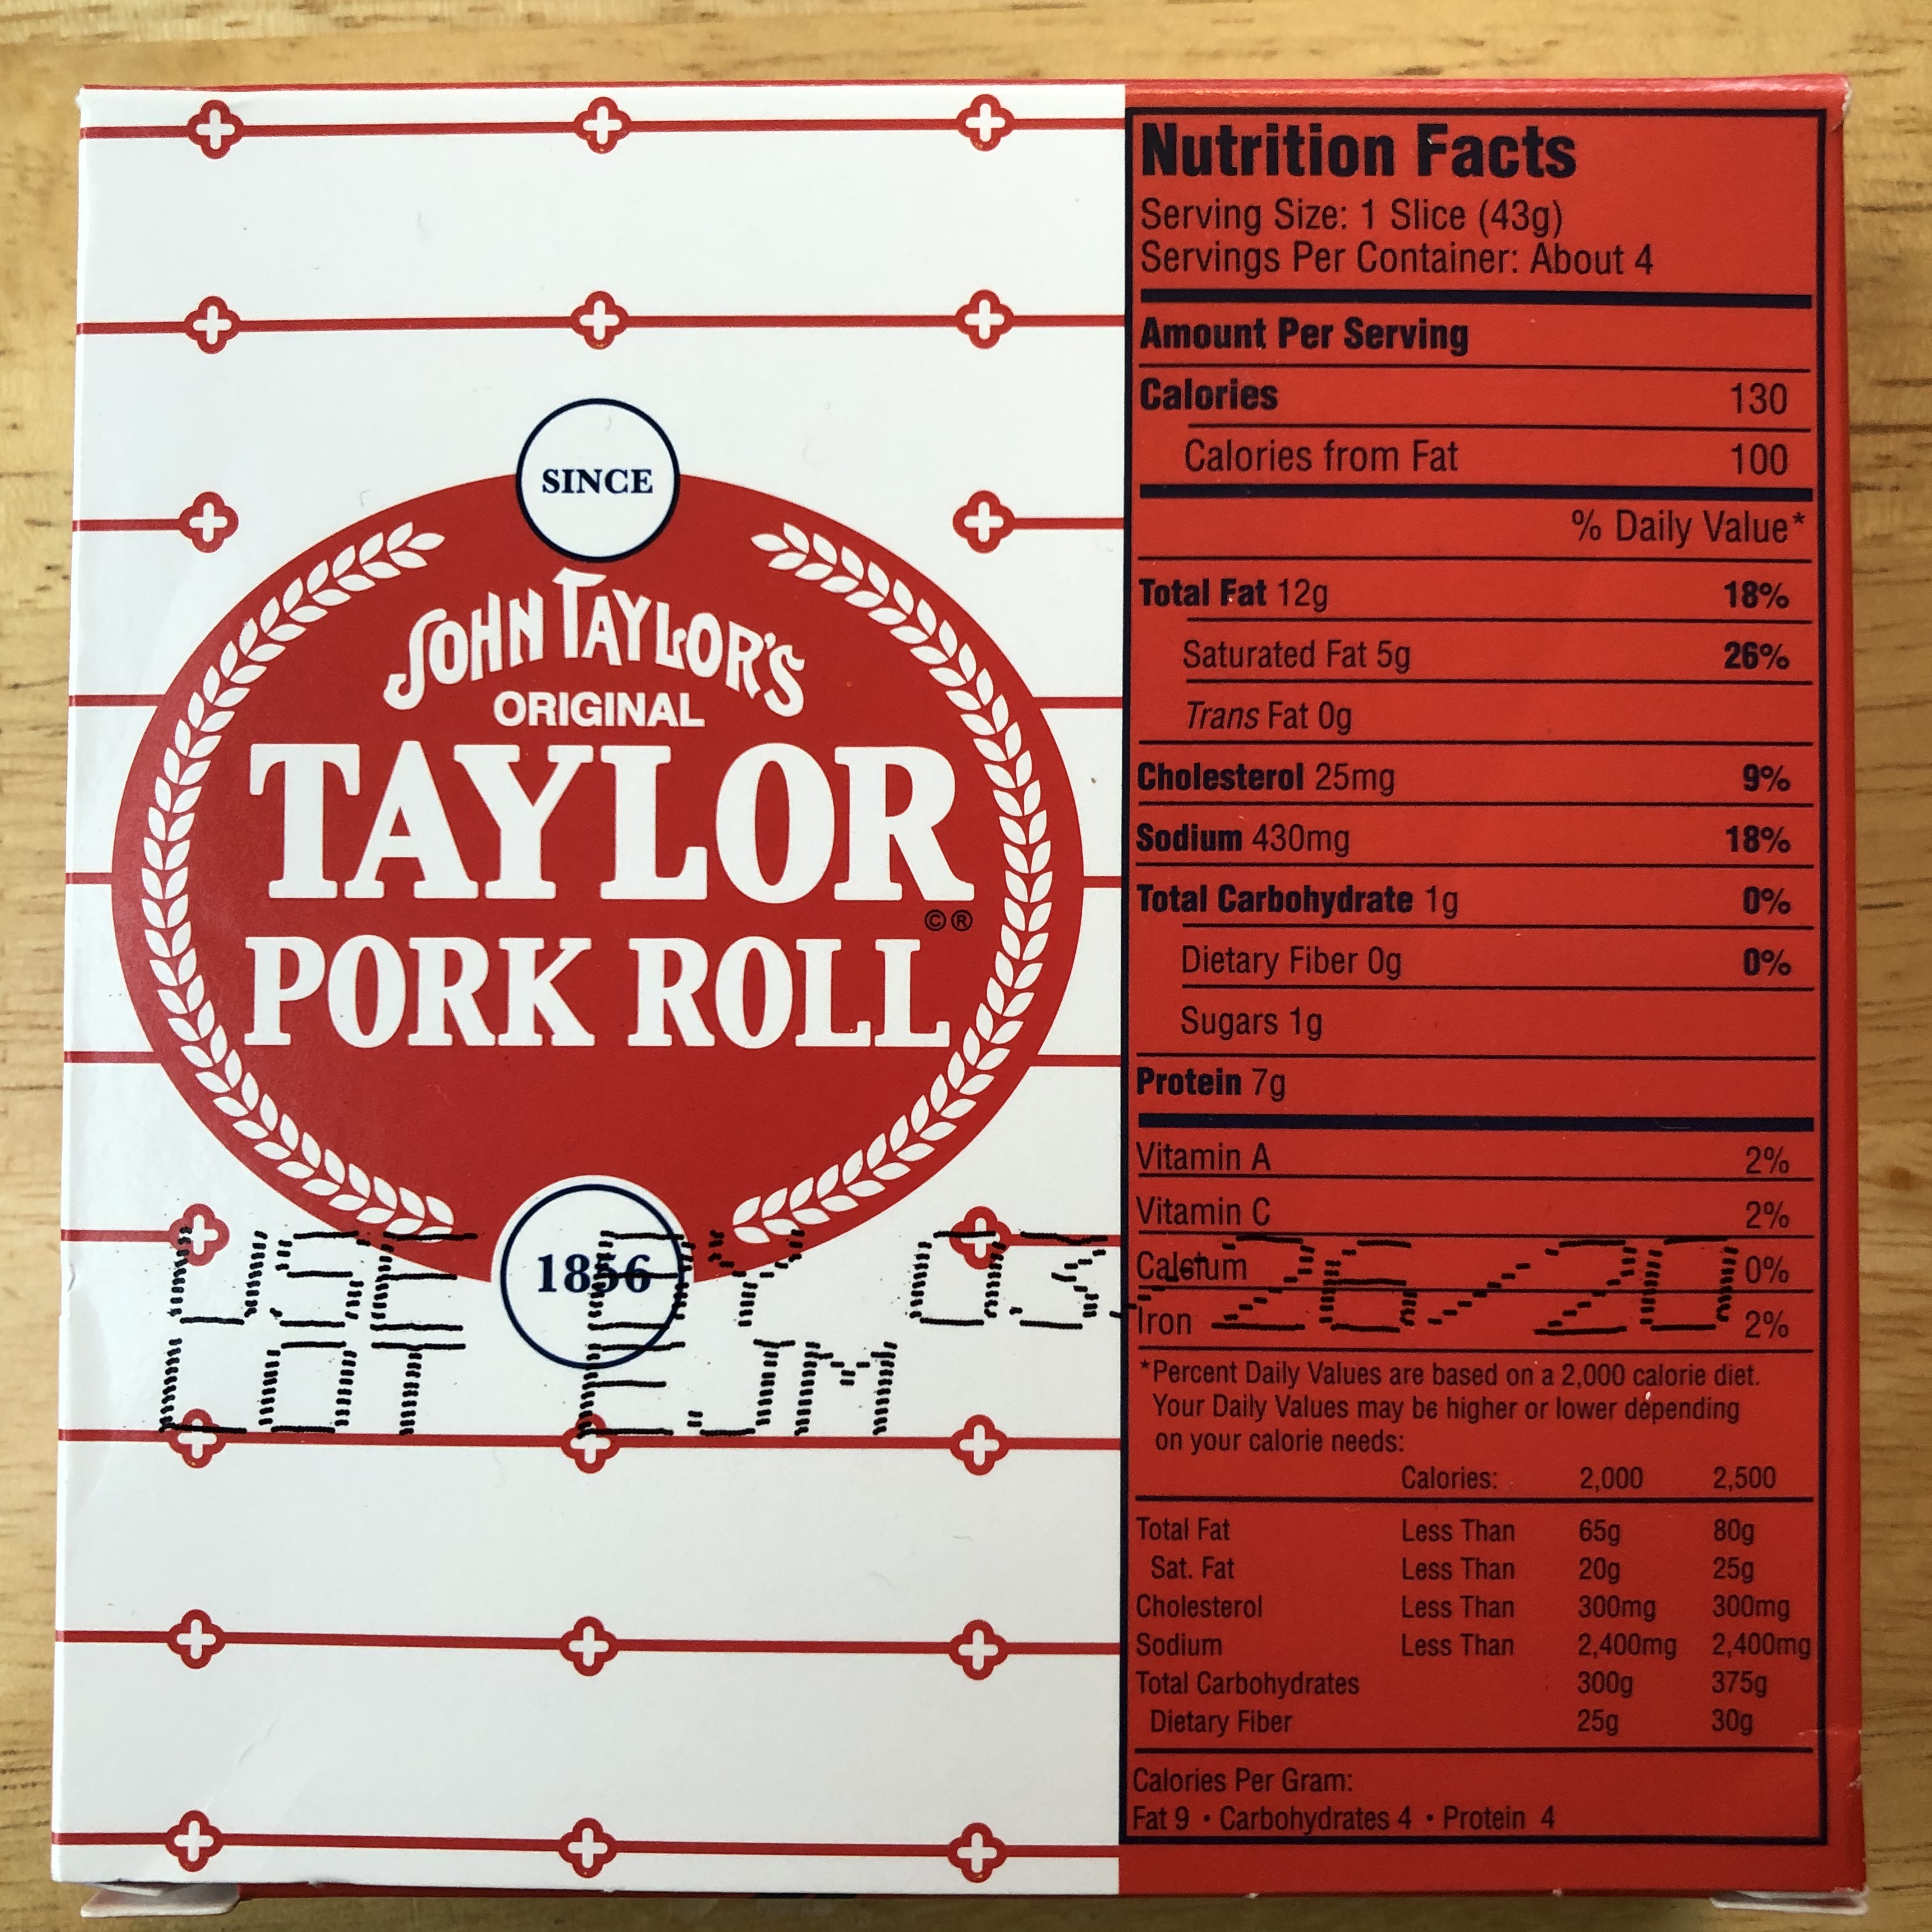 SINCE
JOHN TAYLOR'S
ORIGINAL
TAYLOR
©®
PORK ROLL
1856
USE BY 03/26/20
LOT EJM
Nutrition Facts
Serving Size: 1 Slice (43g)
Servings Per Container: About 4
Amount Per Serving
Calories 130
Calories from Fat 100
% Daily Value*
Total Fat 12g 18%
Saturated Fat 5g 26%
Trans Fat 0g
Cholesterol 25mg 9%
Sodium 430mg 18%
Total Carbohydrate 1g 0%
Dietary Fiber 0g 0%
Sugars 1g
Protein 7g
Vitamin A 2%
Vitamin C 2%
Calcium 0%
Iron 2%
*Percent Daily Values are based on a 2,000 calorie diet.
Your Daily Values may be higher or lower depending
on your calorie needs:
Calories: 2,000 2,500
Total Fat Less Than 65g 80g
Sat. Fat Less Than 20g 25g
Cholesterol Less Than 300mg 300mg
Sodium Less Than 2,400mg 2,400mg
Total Carbohydrates 300g 375g
Dietary Fiber 25g 30g
Calories Per Gram:
Fat 9 • Carbohydrates 4 • Protein 4